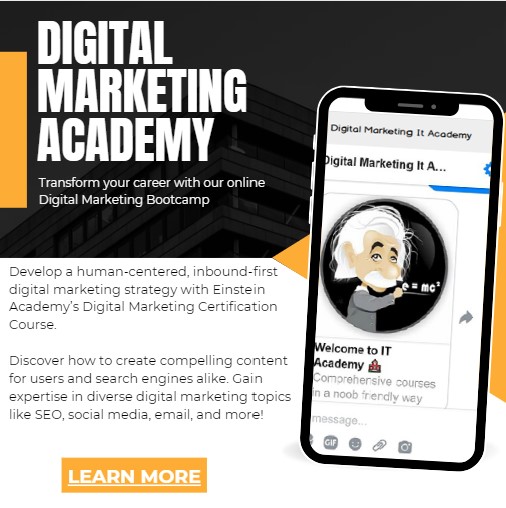 DIGITAL
MARKETING
ACADEMY
Transform your career with our online
Digital Marketing Bootcamp
Develop a human-centered, inbound-first
digital marketing strategy with Einstein
Academy's Digital Marketing Certification
Course.
Discover how to create compelling content
for users and search engines alike. Gain
expertise in diverse digital marketing topics
like SEO, social media, email, and more!
LEARN MORE
Digital Marketing It Academy
Digital Marketing It A...
e = mc²
Welcome to IT
Academy
Comprehensive courses
in a noob friendly way
message...
GIF